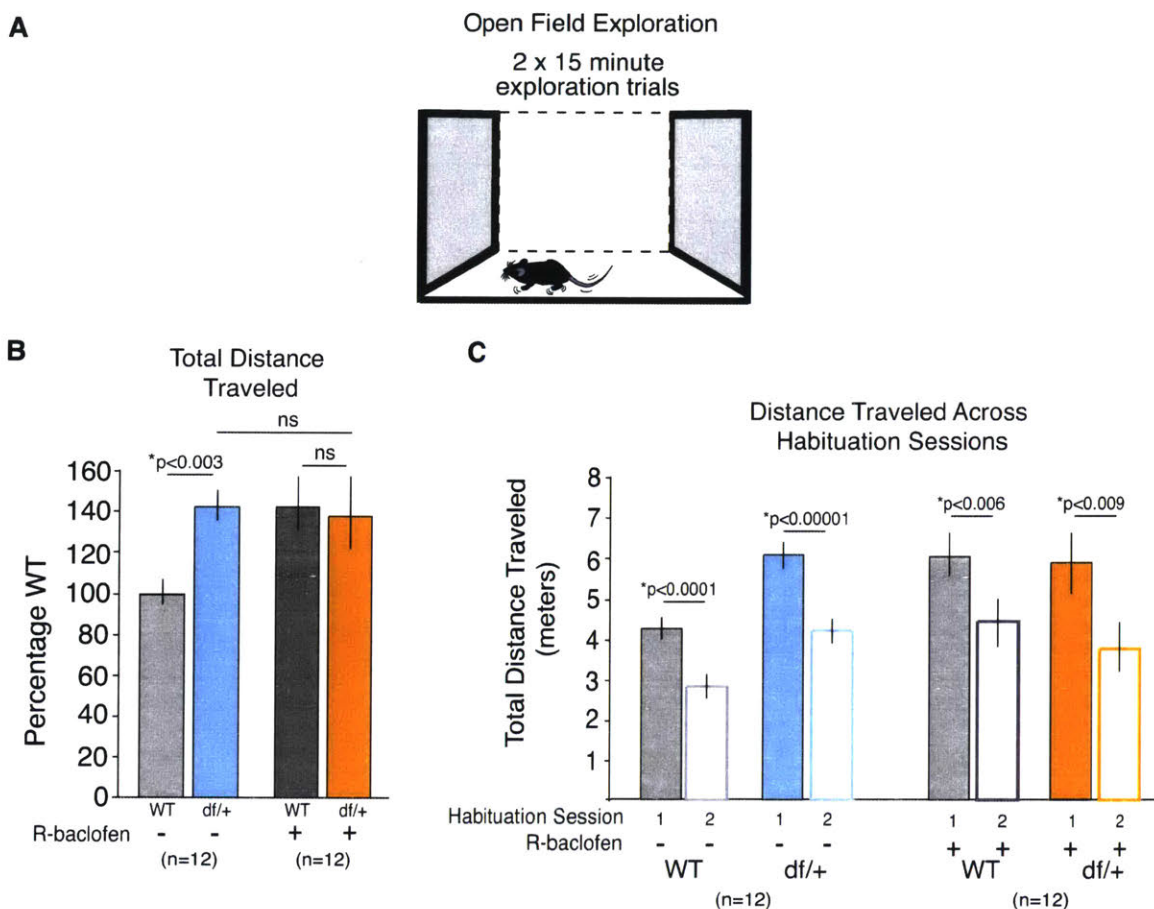 A
Open Field Exploration
2 x 15 minute
exploration trials
B
Total Distance
Traveled
ns
*p<0.003
ns
160
140
120
100
80
60
40
20
0
Percentage WT
WT df/+ WT df/+
R-baclofen - - + +
(n=12) (n=12)
C
Distance Traveled Across
Habituation Sessions
8
7
6
5
4
3
2
1
Total Distance Traveled
(meters)
*p<0.0001
*p<0.00001
*p<0.006
*p<0.009
Habituation Session 1 2 1 2 1 2 1 2
R-baclofen - - - - + + + +
WT df/+ WT df/+
(n=12) (n=12)